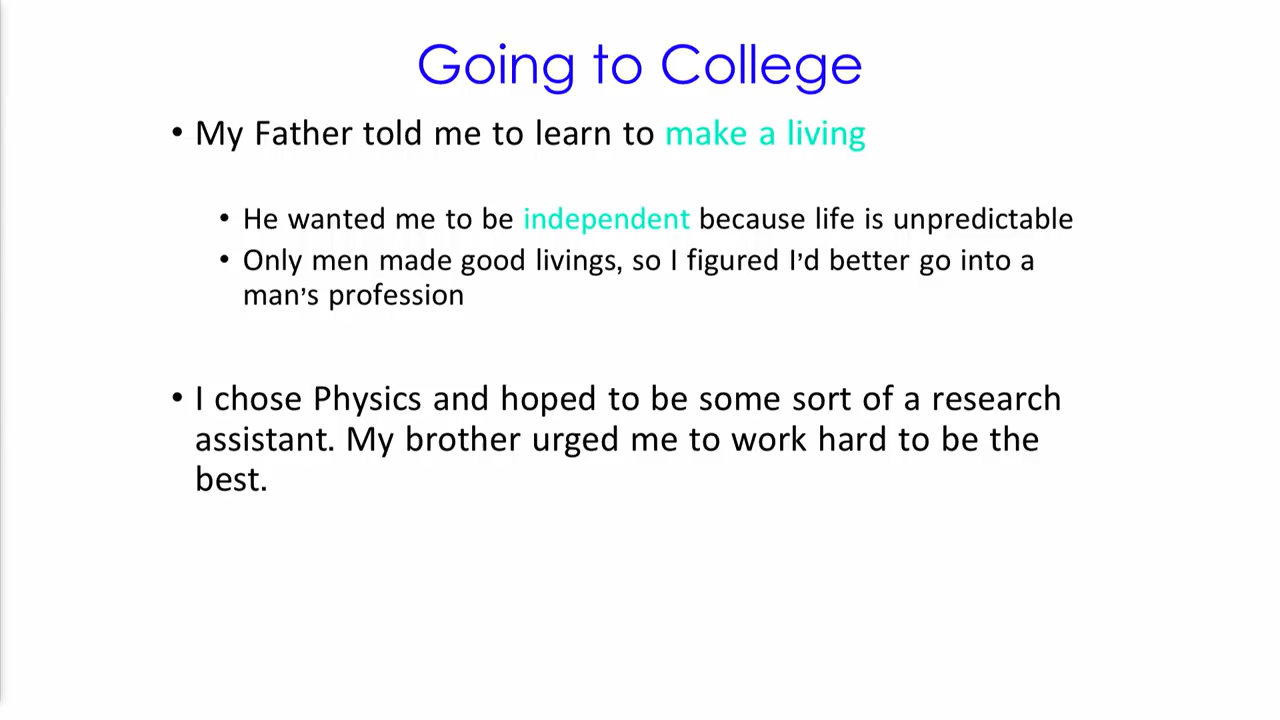 Going to College
• My Father told me to learn to make a living
• He wanted me to be independent because life is unpredictable
• Only men made good livings, so I figured I’d better go into a
man’s profession
• I chose Physics and hoped to be some sort of a research
assistant. My brother urged me to work hard to be the
best.